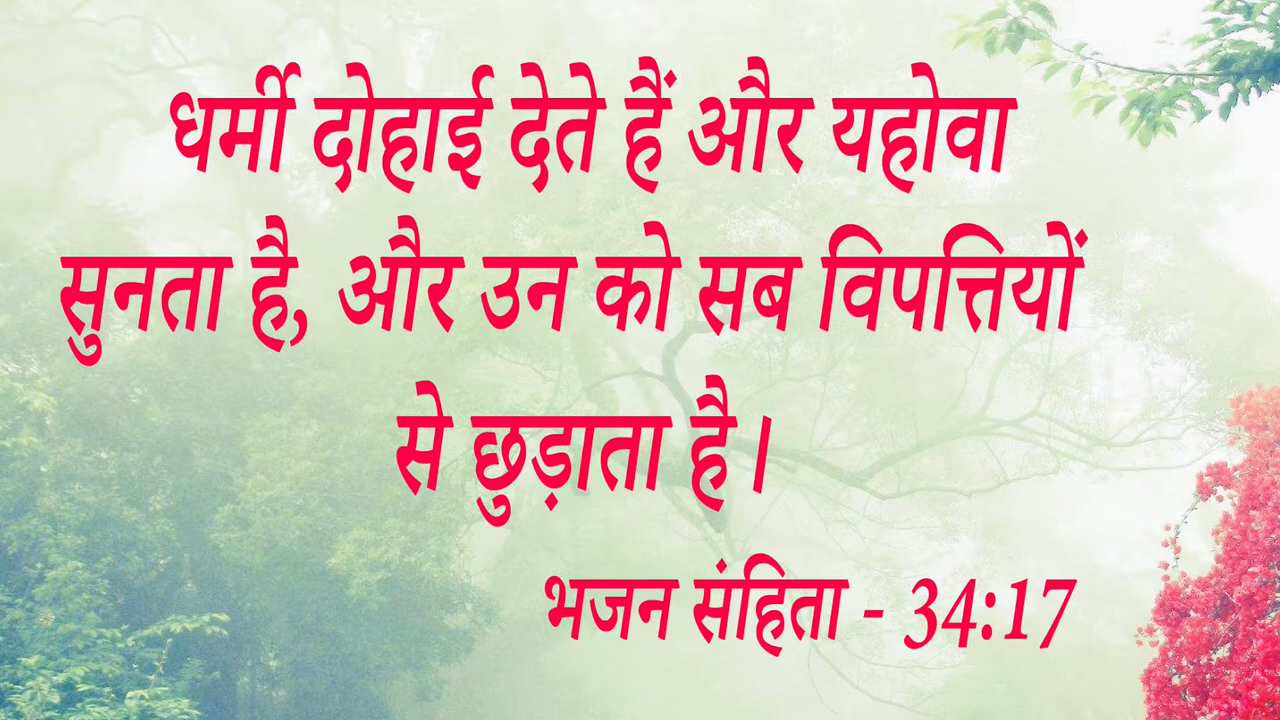 धर्मी दोहाई देते हैं और यहोवा
सुनता है, और उन को सब विपत्तियों
से छुड़ाता है।
भजन संहिता - 34:17